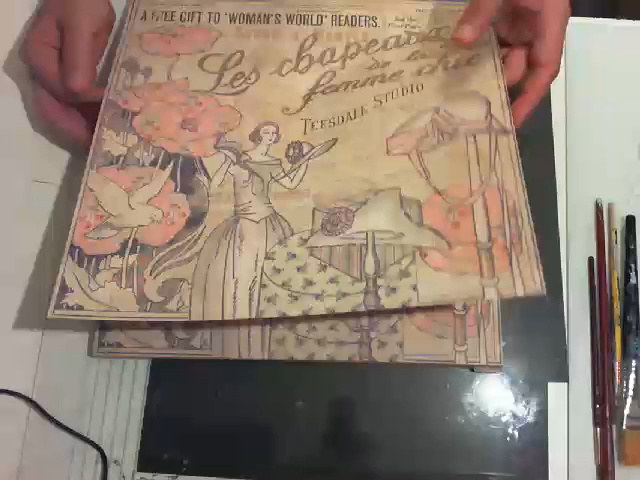 A FREE GIFT TO "WOMAN'S WORLD" READERS.
Les chapeaux
de la
femme chic
TEESDALE STUDIO